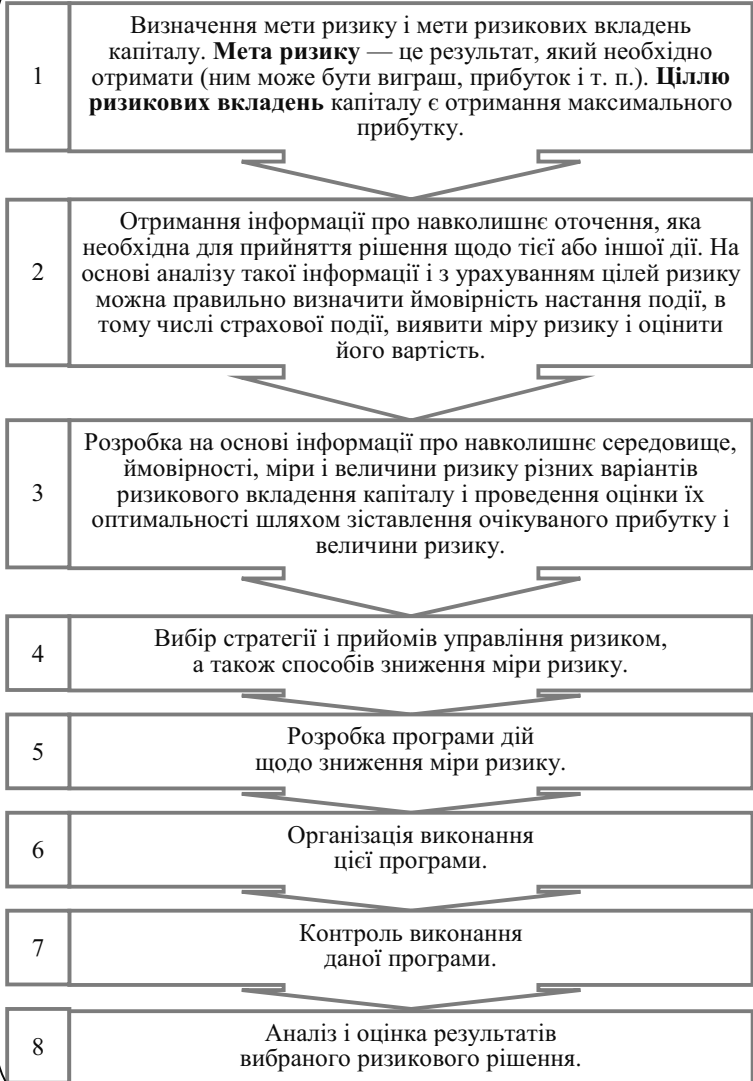 1
Визначення мети ризику і мети ризикових вкладень
капіталу. Мета ризику — це результат, який необхідно
отримати (ним може бути виграш, прибуток і т. п.). Ціллю
ризикових вкладень капіталу є отримання максимального
прибутку.
2
Отримання інформації про навколишнє оточення, яка
необхідна для прийняття рішення щодо тієї або іншої дії. На
основі аналізу такої інформації і з урахуванням цілей ризику
можна правильно визначити ймовірність настання події, в
тому числі страхової події, виявити міру ризику і оцінити
його вартість.
3
Розробка на основі інформації про навколишнє середовище,
ймовірності, міри і величини ризику різних варіантів
ризикового вкладення капіталу і проведення оцінки їх
оптимальності шляхом зіставлення очікуваного прибутку і
величини ризику.
4
Вибір стратегії і прийомів управління ризиком,
а також способів зниження міри ризику.
5
Розробка програми дій
щодо зниження міри ризику.
6
Організація виконання
цієї програми.
7
Контроль виконання
даної програми.
8
Аналіз і оцінка результатів
вибраного ризикового рішення.